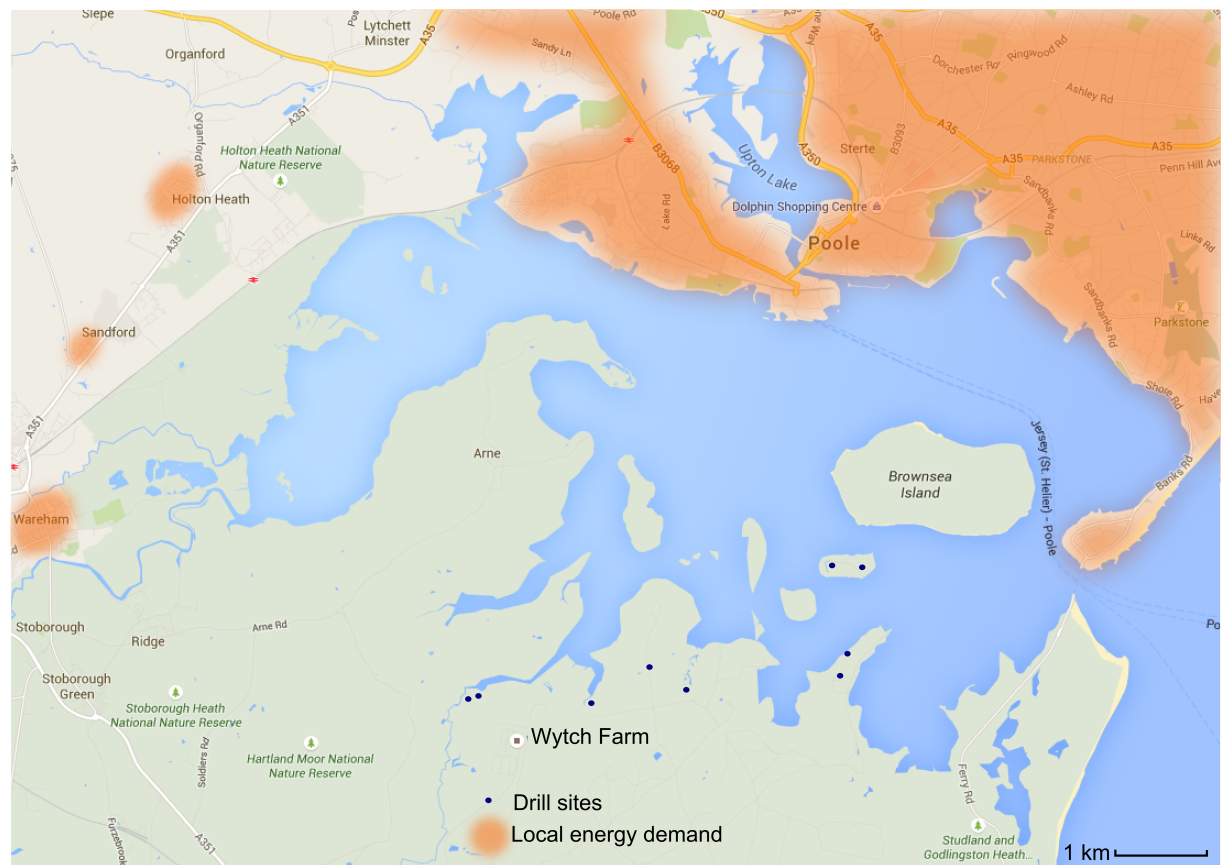 Slepe
Lytchett
Minster
Organford
A35
Poole Rd
Sandy Ln
A35
Ringwood Rd
Dorchester Rd
Ashley Rd
A351
Organford Rd
Holton Heath National
Nature Reserve
B3068
A350
Upton Lake
Sterte
B3093
A35
PARKSTONE
A35
Penn Hill Ave
Holton Heath
Lake Rd
Dolphin Shopping Centre
Poole
Sandbanks Rd
Links Rd
A351
Sandford
Sandbanks Rd
Parkstone
Shore Rd
A351
Arne
Brownsea
Island
Jersey (St. Helier) - Poole
Banks Rd
Wareham
Stoborough
Ridge
Arne Rd
Stoborough
Green
Stoborough Heath
National Nature Reserve
Soldiers Rd
Hartland Moor National
Nature Reserve
Wytch Farm
Ferry Rd
Drill sites
Local energy demand
Furzebrook
A351
Studland and
Godlingston Heath...
1 km